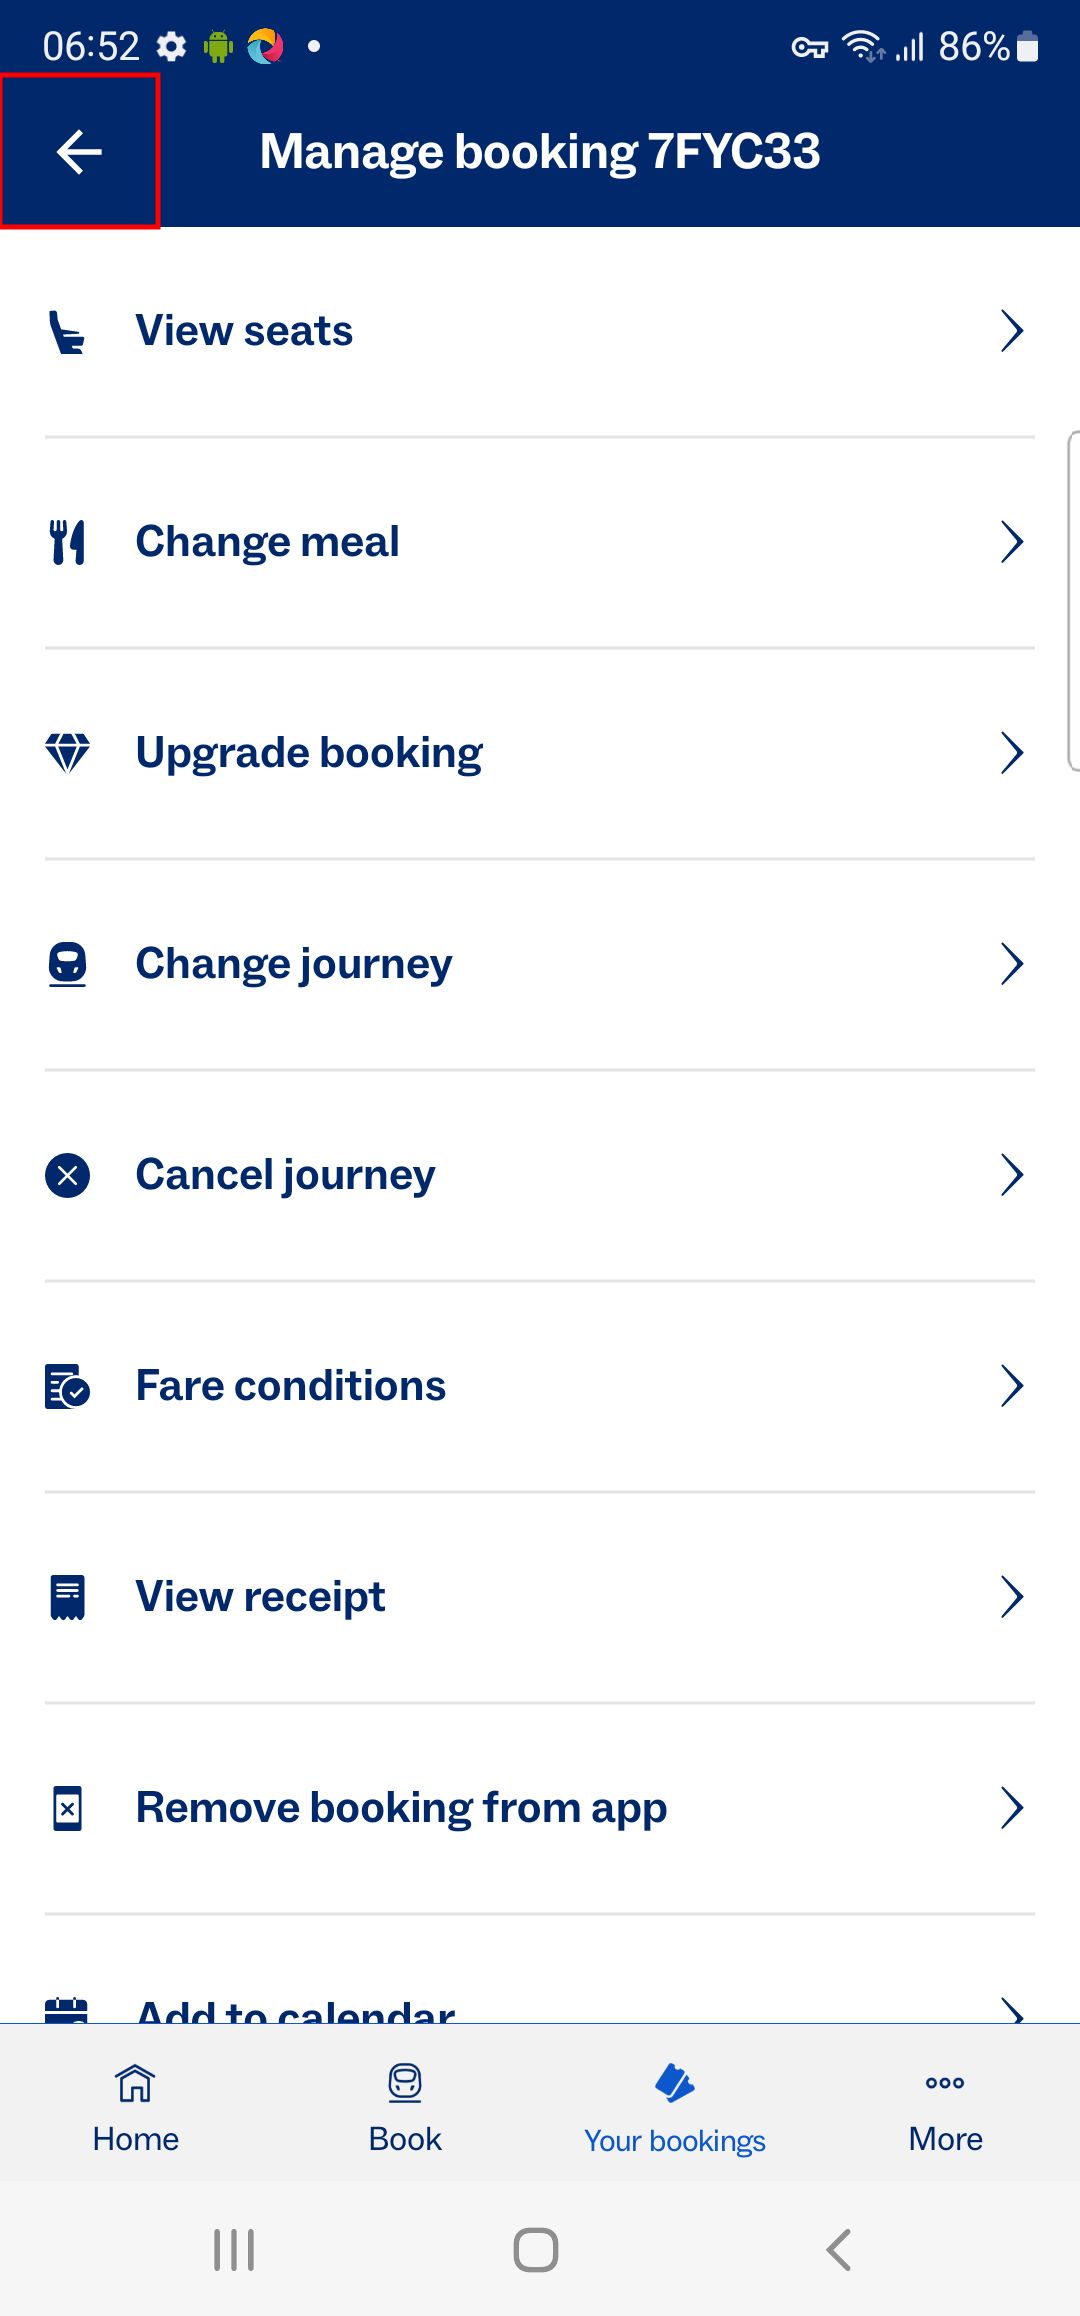 06:52
86%
Manage booking 7FYC33
View seats
Change meal
Upgrade booking
Change journey
Cancel journey
Fare conditions
View receipt
Remove booking from app
Add to calendar
Home
Book
Your bookings
More